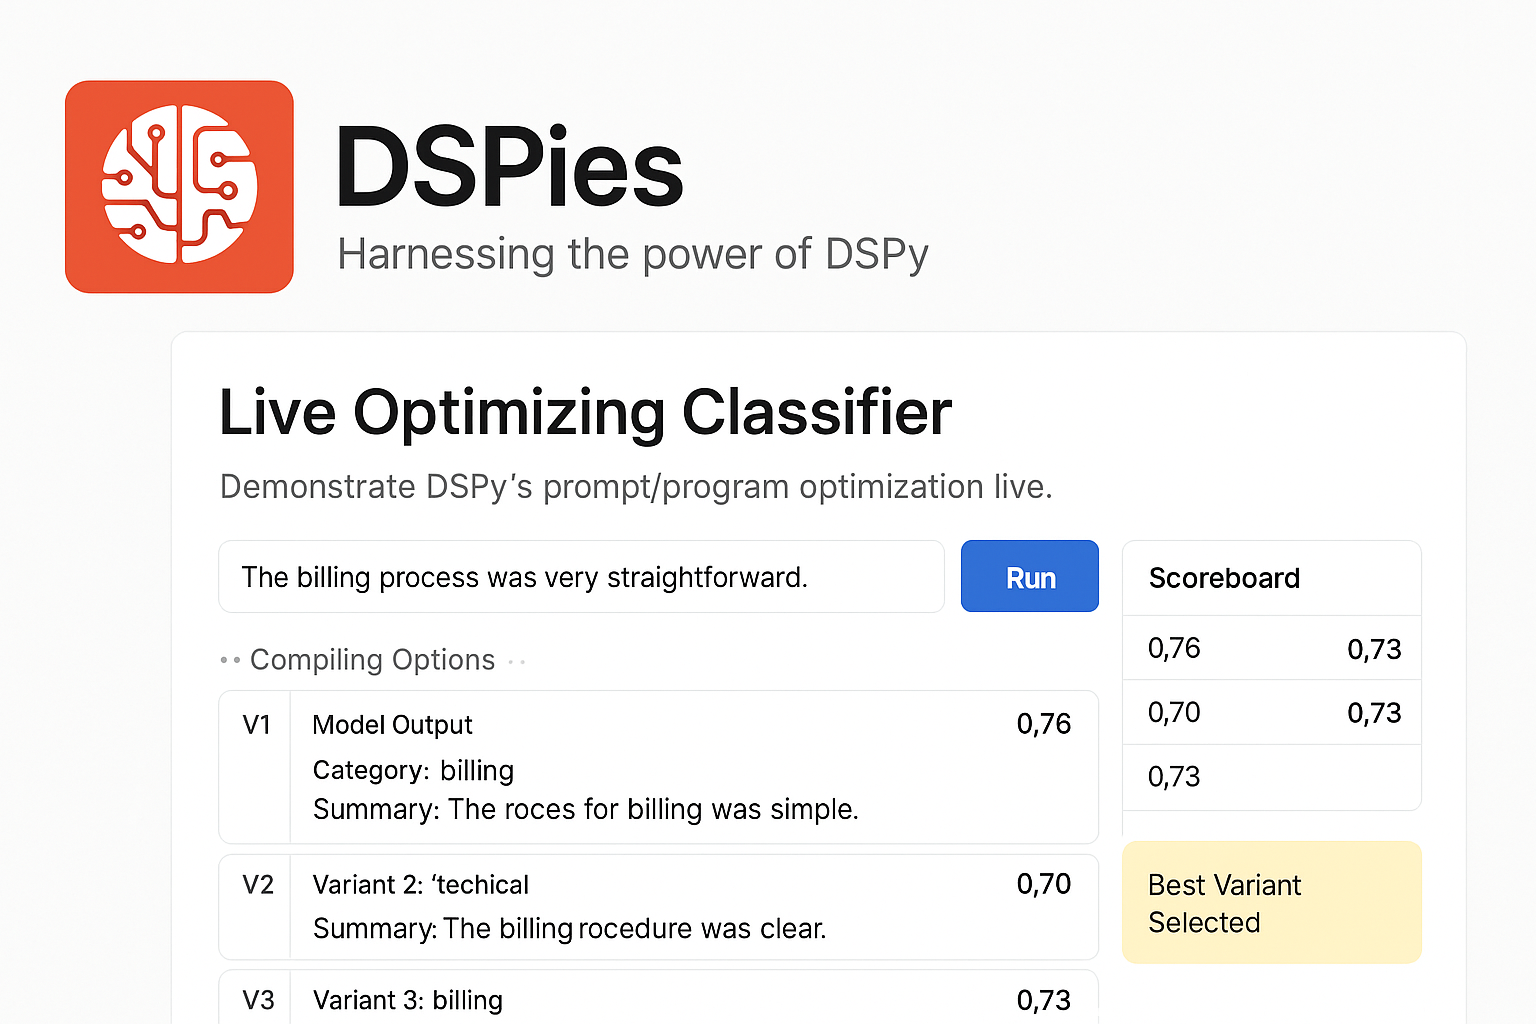 DSPies
Harnessing the power of DSPy
Live Optimizing Classifier
Demonstrate DSPy’s prompt/program optimization live.
The billing process was very straightforward.
Run
·· Compiling Options ··
V1
Model Output
0,76
Category: billing
Summary: The roces for billing was simple.
V2
Variant 2: ‘techical
0,70
Summary: The billing rocedure was clear.
V3
Variant 3: billing
0,73
Scoreboard
0,76 0,73
0,70 0,73
0,73
Best Variant
Selected